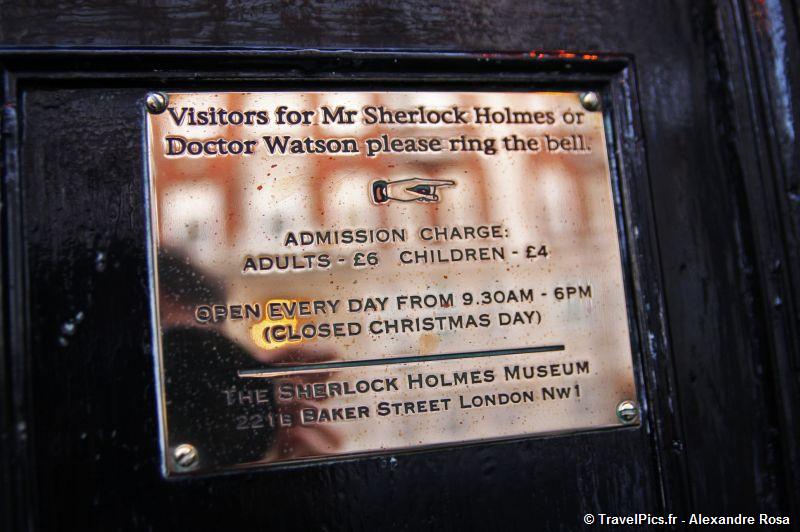 Visitors for Mr Sherlock Holmes or
Doctor Watson please ring the bell.
ADMISSION CHARGE:
ADULTS - £6 CHILDREN - £4
OPEN EVERY DAY FROM 9.30AM - 6PM
(CLOSED CHRISTMAS DAY)
THE SHERLOCK HOLMES MUSEUM
221B BAKER STREET LONDON NW1
© TravelPics.fr - Alexandre Rosa